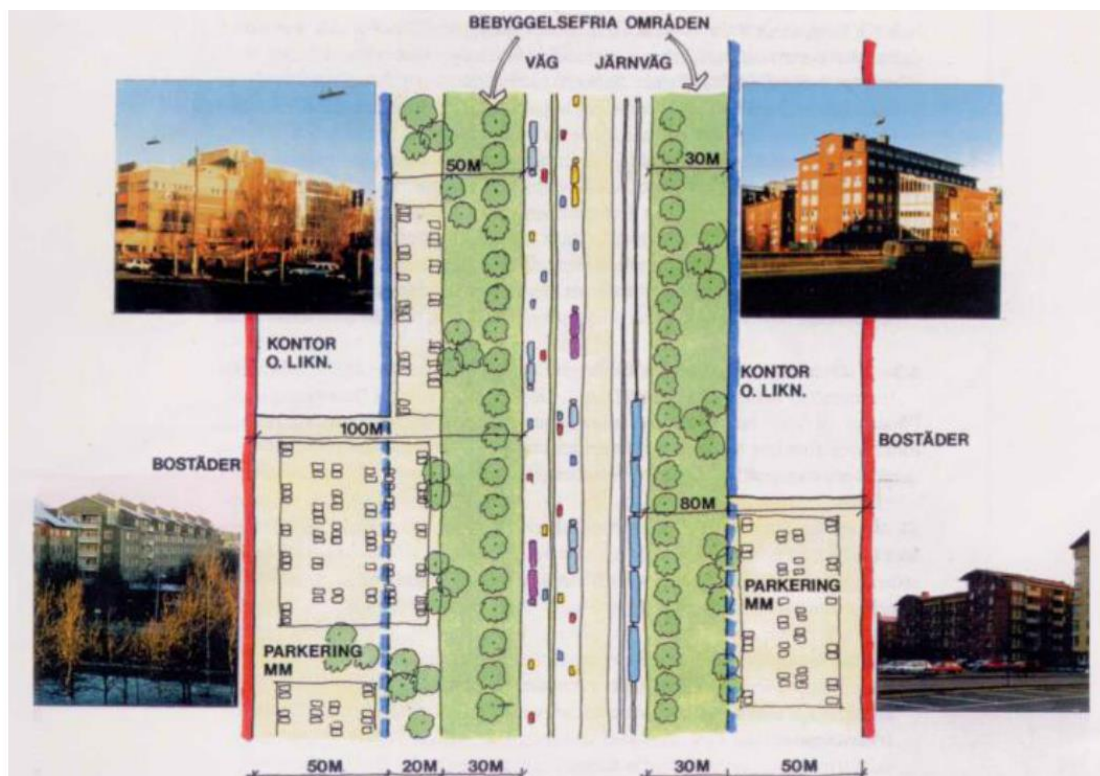 BEBYGGELSEFRIA OMRÅDEN
VÄG
JÄRNVÄG
50M
30M
KONTOR
O. LIKN.
KONTOR
O. LIKN.
100M
BOSTÄDER
BOSTÄDER
80M
PARKERING
MM
PARKERING
MM
50M
20M
30M
30M
50M